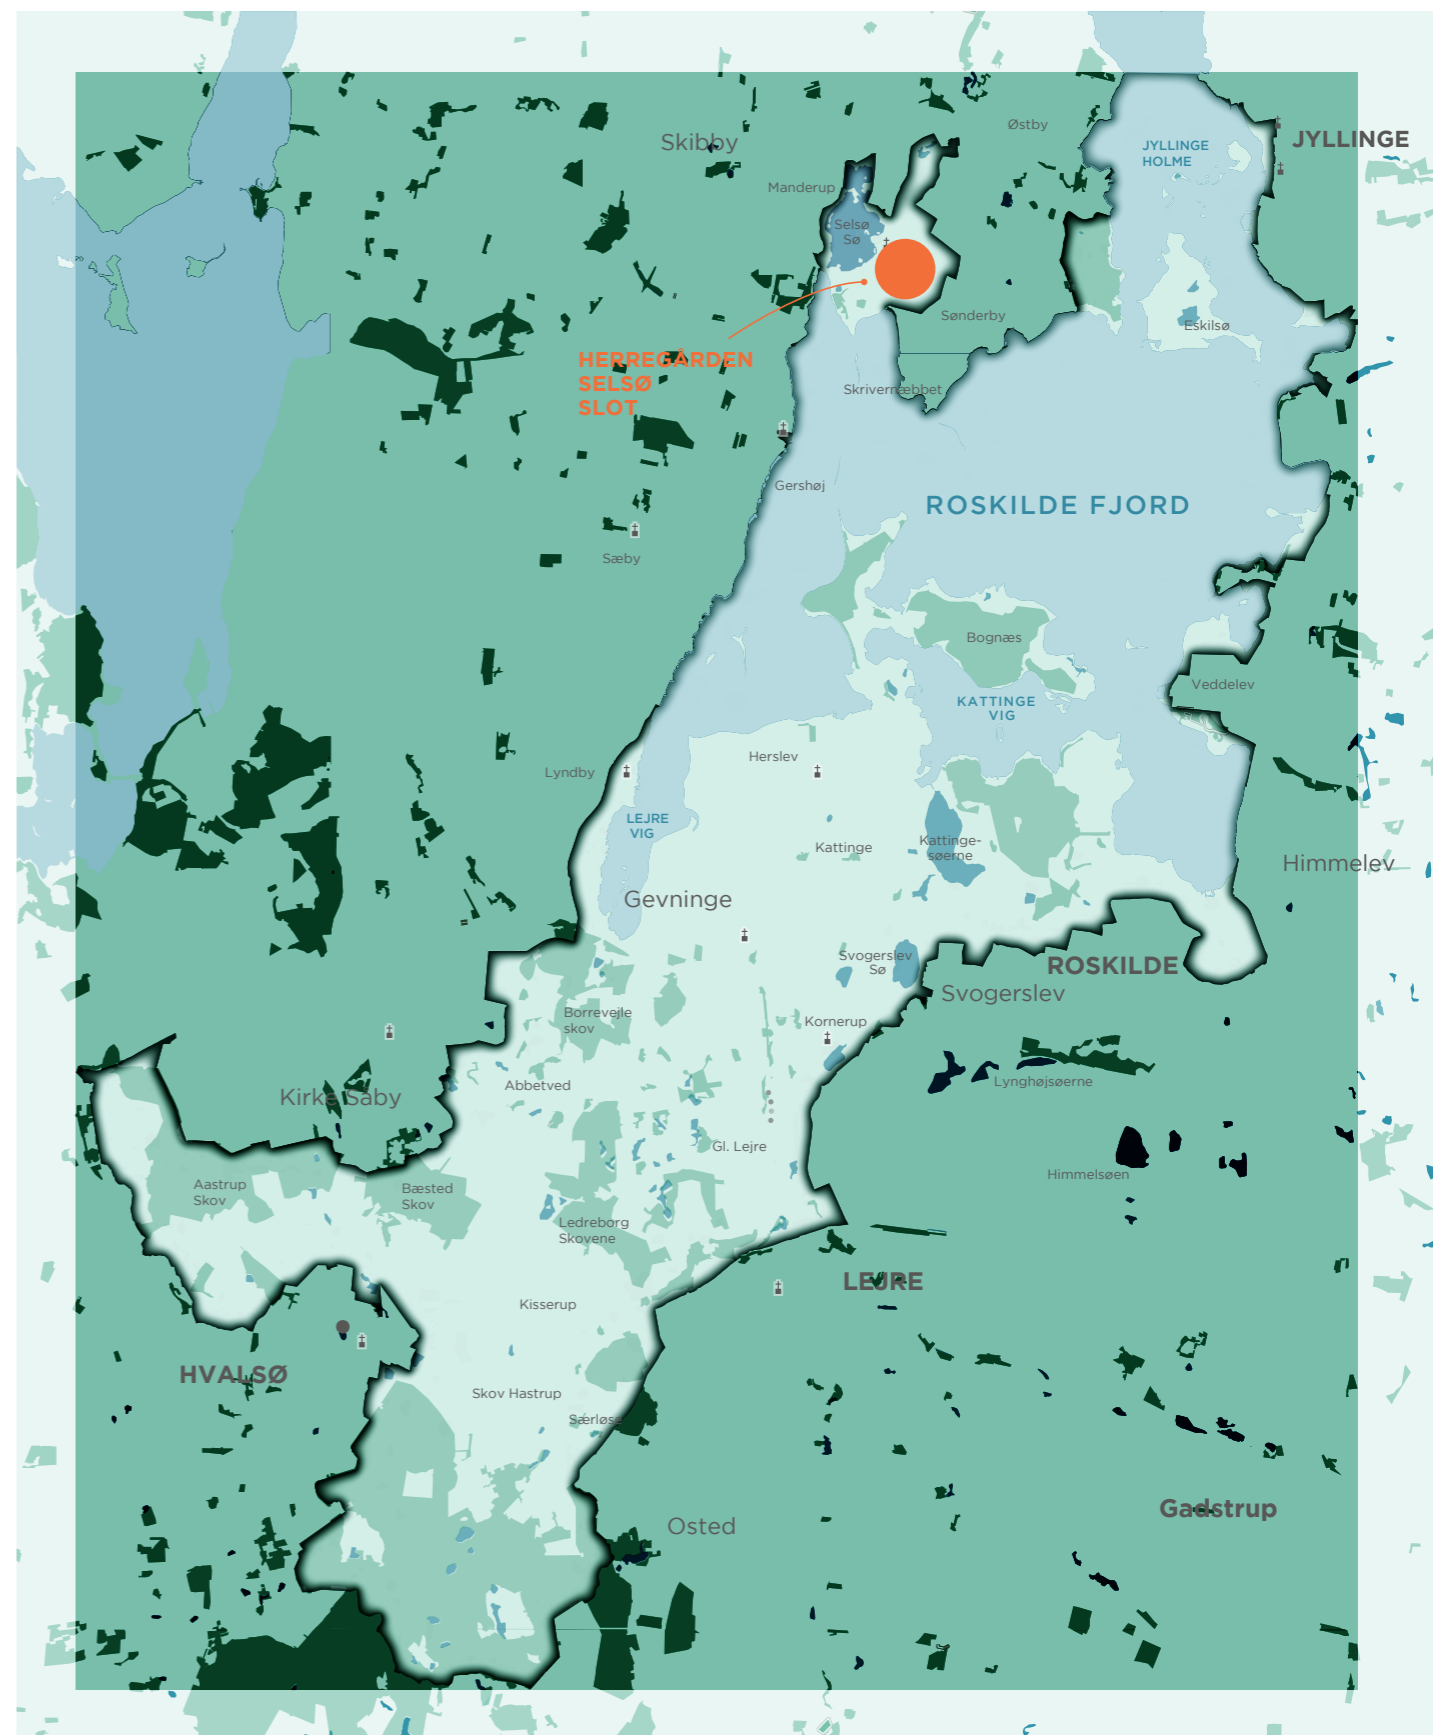 Østby
JYLLINGE
Skibby
JYLLINGE
HOLME
Manderup
Selsø
Sø
Sønderby
Eskilsø
HERREGÅRDEN
SELSØ
SLOT
Skrivernæbbet
Gershøj
ROSKILDE FJORD
Sæby
Bognæs
Veddelev
KATTINGE
VIG
Herslev
Lyndby
LEJRE
VIG
Kattinge
Kattinge-
søerne
Himmelev
Gevninge
Svogerslev
Sø
ROSKILDE
Svogerslev
Borrevejle
skov
Kornerup
Lynghøjsøerne
Abbetved
Kirke Såby
Gl. Lejre
Himmelsøen
Aastrup
Skov
Bæsted
Skov
Ledreborg
Skovene
LEJRE
Kisserup
HVALSØ
Skov Hastrup
Særløse
Gadstrup
Osted